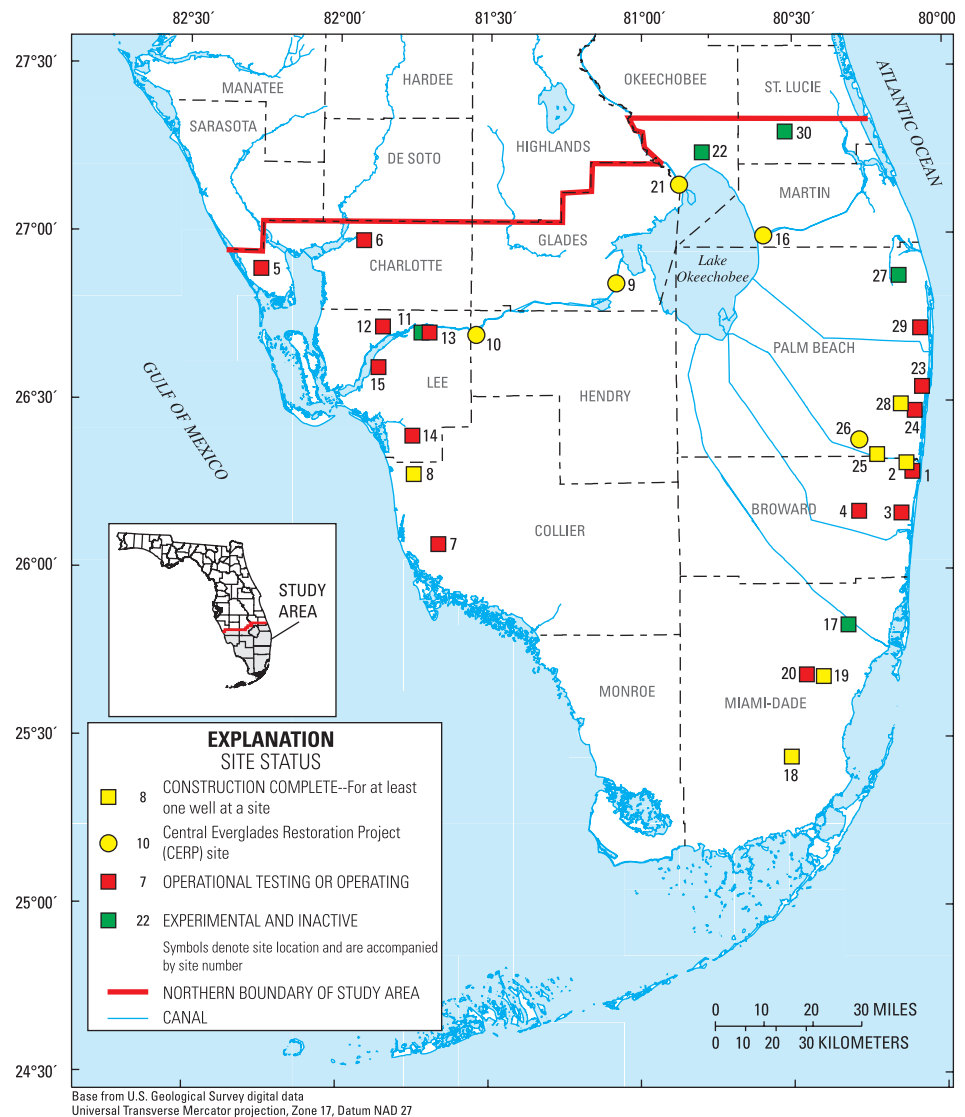 82°30′ 82°00′ 81°30′ 81°00′ 80°30′ 80°00′
27°30′
27°00′
26°30′
26°00′
25°30′
25°00′
24°30′
MANATEE
HARDEE
OKEECHOBEE
ST. LUCIE
ATLANTIC OCEAN
SARASOTA
DE SOTO
HIGHLANDS
30
22
21
MARTIN
6
16
GLADES
5
CHARLOTTE
Lake
Okeechobee
27
9
12
11
13
10
29
PALM BEACH
15
LEE
23
HENDRY
28
24
GULF OF MEXICO
26
14
25
2
1
8
BROWARD
4
3
COLLIER
7
17
STUDY
AREA
20
19
MONROE
MIAMI-DADE
18
EXPLANATION
SITE STATUS
8 CONSTRUCTION COMPLETE--For at least
one well at a site
10 Central Everglades Restoration Project
(CERP) site
7 OPERATIONAL TESTING OR OPERATING
22 EXPERIMENTAL AND INACTIVE
Symbols denote site location and are accompanied
by site number
NORTHERN BOUNDARY OF STUDY AREA
CANAL
0 10 20 30 MILES
0 10 20 30 KILOMETERS
Base from U.S. Geological Survey digital data
Universal Transverse Mercator projection, Zone 17, Datum NAD 27